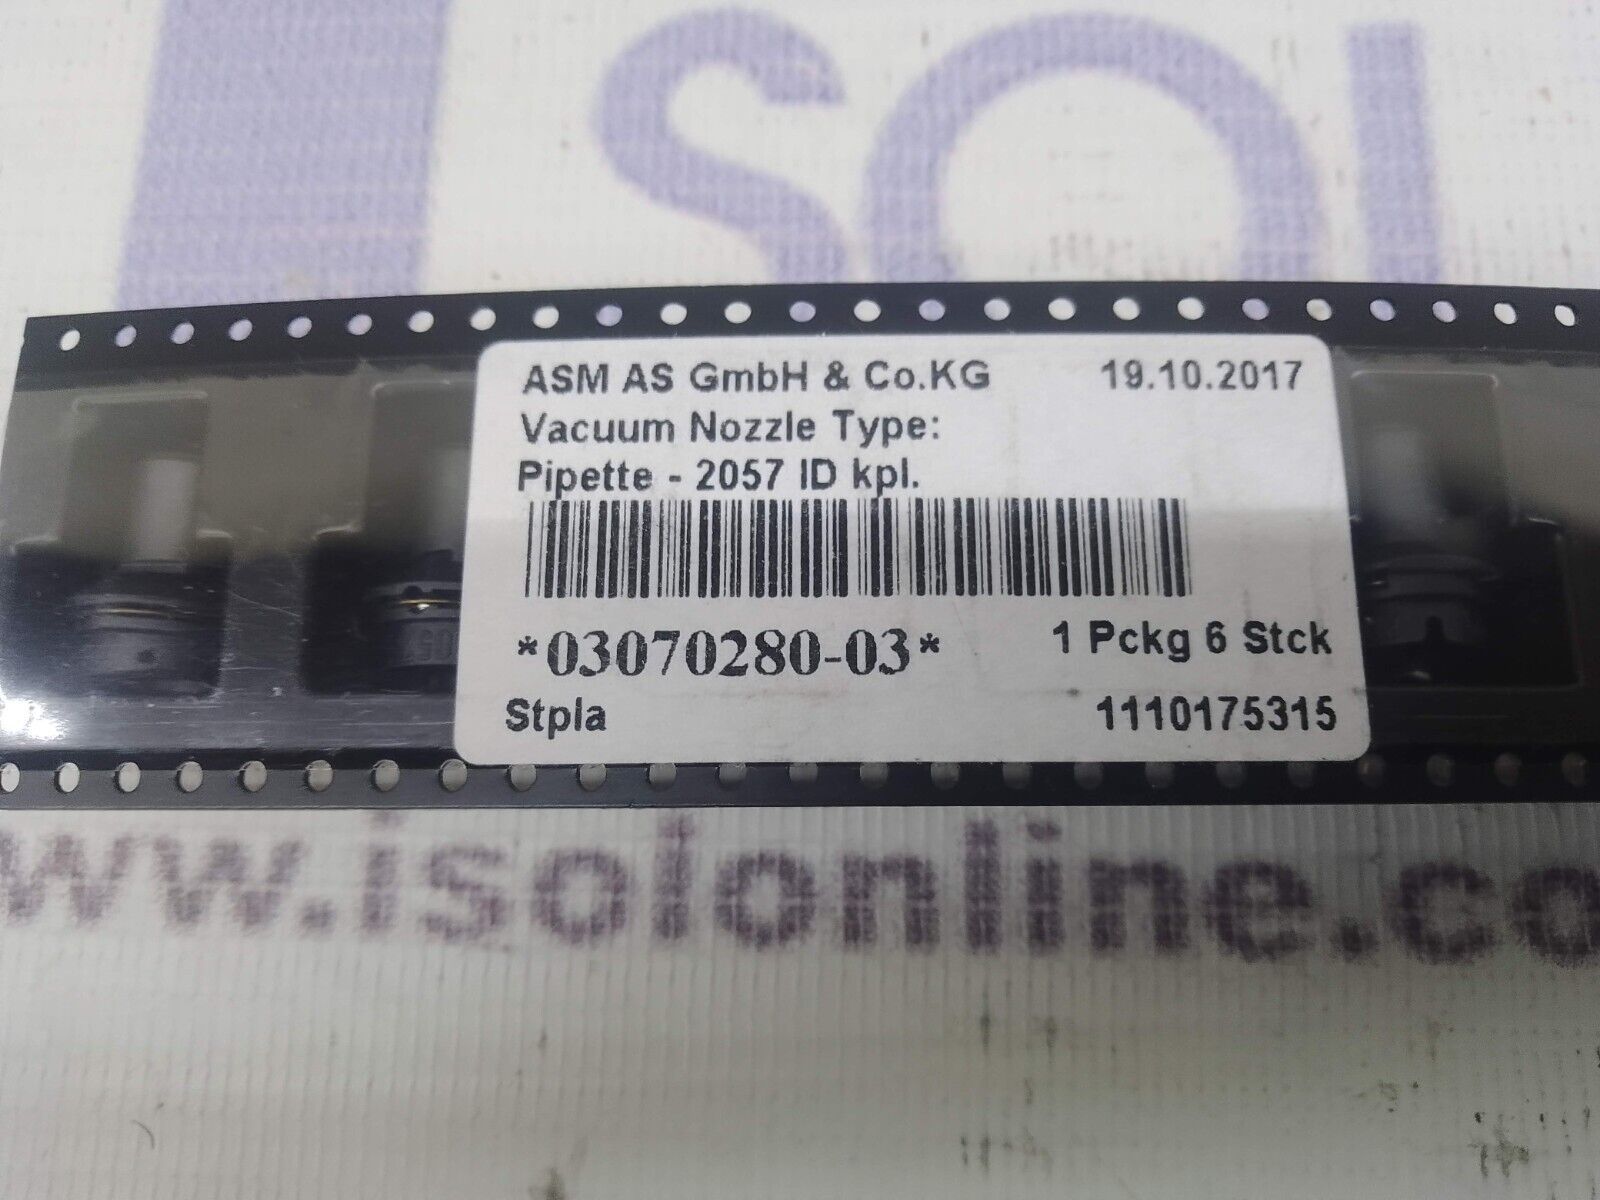 SOL
ASM AS GmbH & Co.KG 19.10.2017
Vacuum Nozzle Type:
Pipette - 2057 ID kpl.
*03070280-03* 1 Pckg 6 Stck
Stpla 1110175315
www.isolonline.co